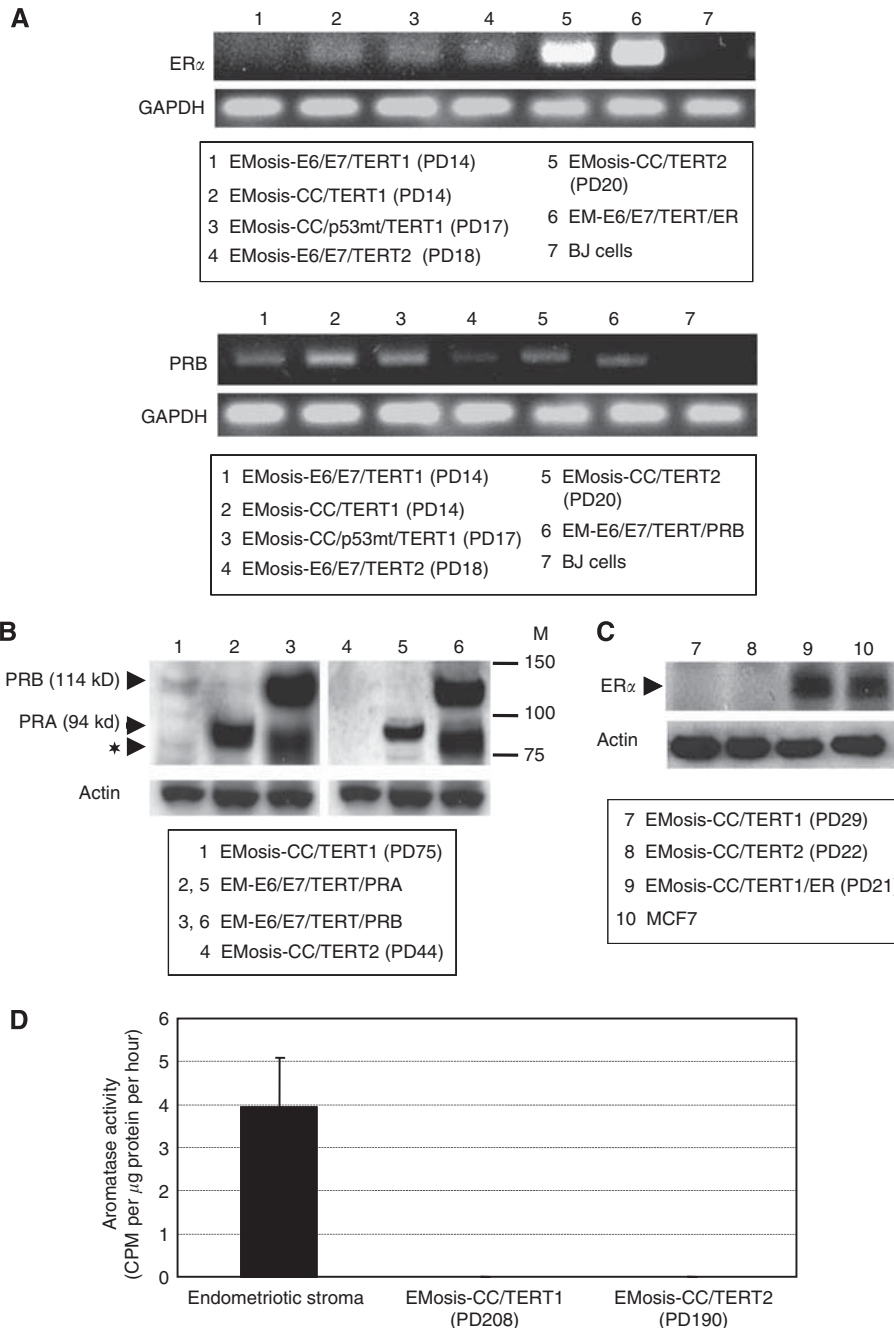 A
1 2 3 4 5 6 7
ERα
GAPDH
1 EMosis-E6/E7/TERT1 (PD14)
2 EMosis-CC/TERT1 (PD14)
3 EMosis-CC/p53mt/TERT1 (PD17)
4 EMosis-E6/E7/TERT2 (PD18)
5 EMosis-CC/TERT2
(PD20)
6 EM-E6/E7/TERT/ER
7 BJ cells
1 2 3 4 5 6 7
PRB
GAPDH
1 EMosis-E6/E7/TERT1 (PD14)
2 EMosis-CC/TERT1 (PD14)
3 EMosis-CC/p53mt/TERT1 (PD17)
4 EMosis-E6/E7/TERT2 (PD18)
5 EMosis-CC/TERT2
(PD20)
6 EM-E6/E7/TERT/PRB
7 BJ cells
B
1 2 3 4 5 6 M
PRB (114 kD)
PRA (94 kd)
★
150
100
75
Actin
1 EMosis-CC/TERT1 (PD75)
2, 5 EM-E6/E7/TERT/PRA
3, 6 EM-E6/E7/TERT/PRB
4 EMosis-CC/TERT2 (PD44)
C
7 8 9 10
ERα
Actin
7 EMosis-CC/TERT1 (PD29)
8 EMosis-CC/TERT2 (PD22)
9 EMosis-CC/TERT1/ER (PD21)
10 MCF7
D
Aromatase activity
(CPM per μg protein per hour)
6
5
4
3
2
1
0
Endometriotic stroma
EMosis-CC/TERT1
(PD208)
EMosis-CC/TERT2
(PD190)